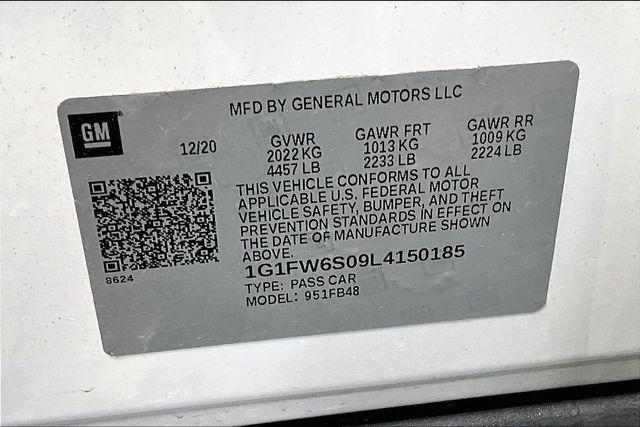 MFD BY GENERAL MOTORS LLC
GM
12/20
GVWR
2022 KG
4457 LB
GAWR FRT
1013 KG
2233 LB
GAWR RR
1009 KG
2224 LB
THIS VEHICLE CONFORMS TO ALL
APPLICABLE U.S. FEDERAL MOTOR
VEHICLE SAFETY, BUMPER, AND THEFT
PREVENTION STANDARDS IN EFFECT ON
THE DATE OF MANUFACTURE SHOWN
ABOVE.
8624
1G1FW6S09L4150185
TYPE: PASS CAR
MODEL: 951FB48